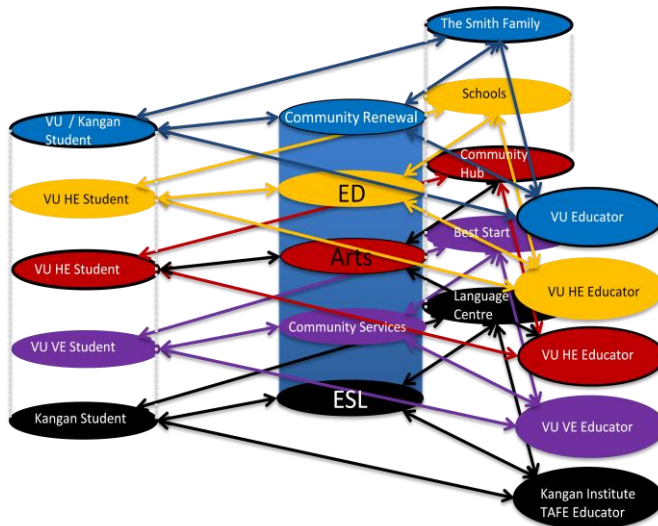 The Smith Family
Schools
VU / Kangan
Student
Community Renewal
Community
Hub
VU HE Student
ED
VU Educator
Best Start
VU HE Student
Arts
VU HE Educator
Language
Centre
VU VE Student
Community Services
VU HE Educator
Kangan Student
ESL
VU VE Educator
Kangan Institute
TAFE Educator